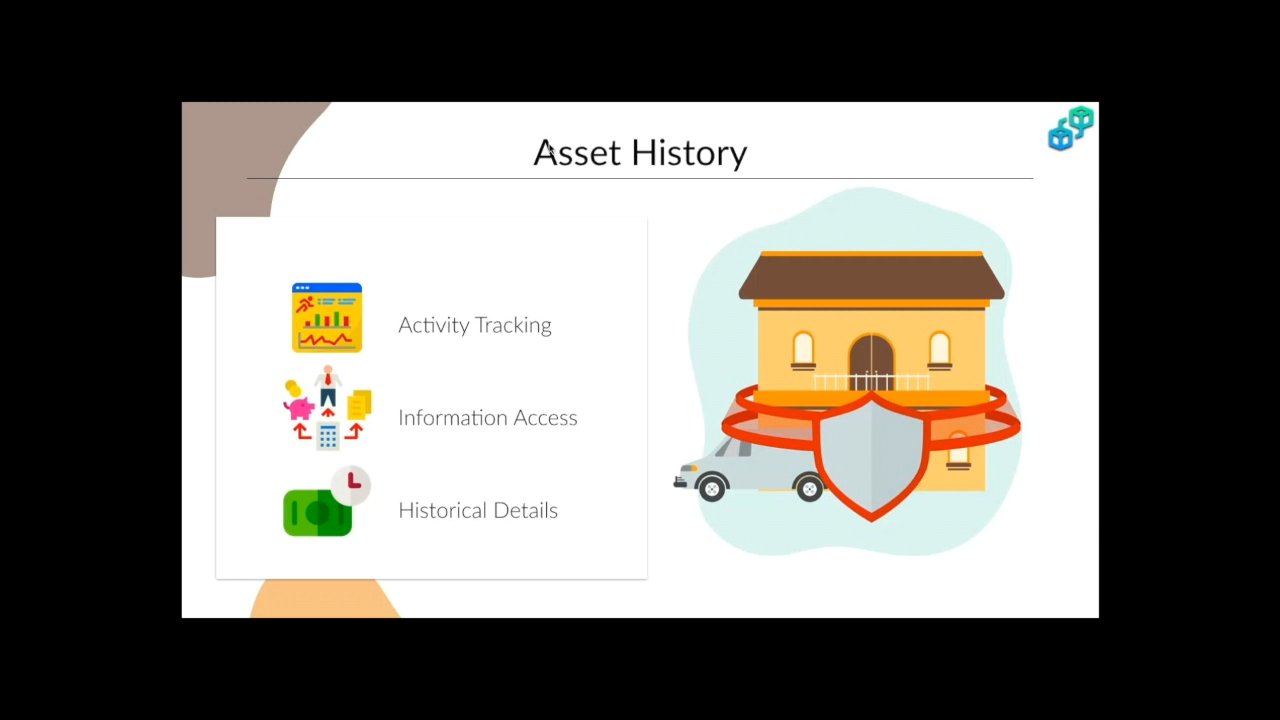 Asset History
Activity Tracking
Information Access
Historical Details